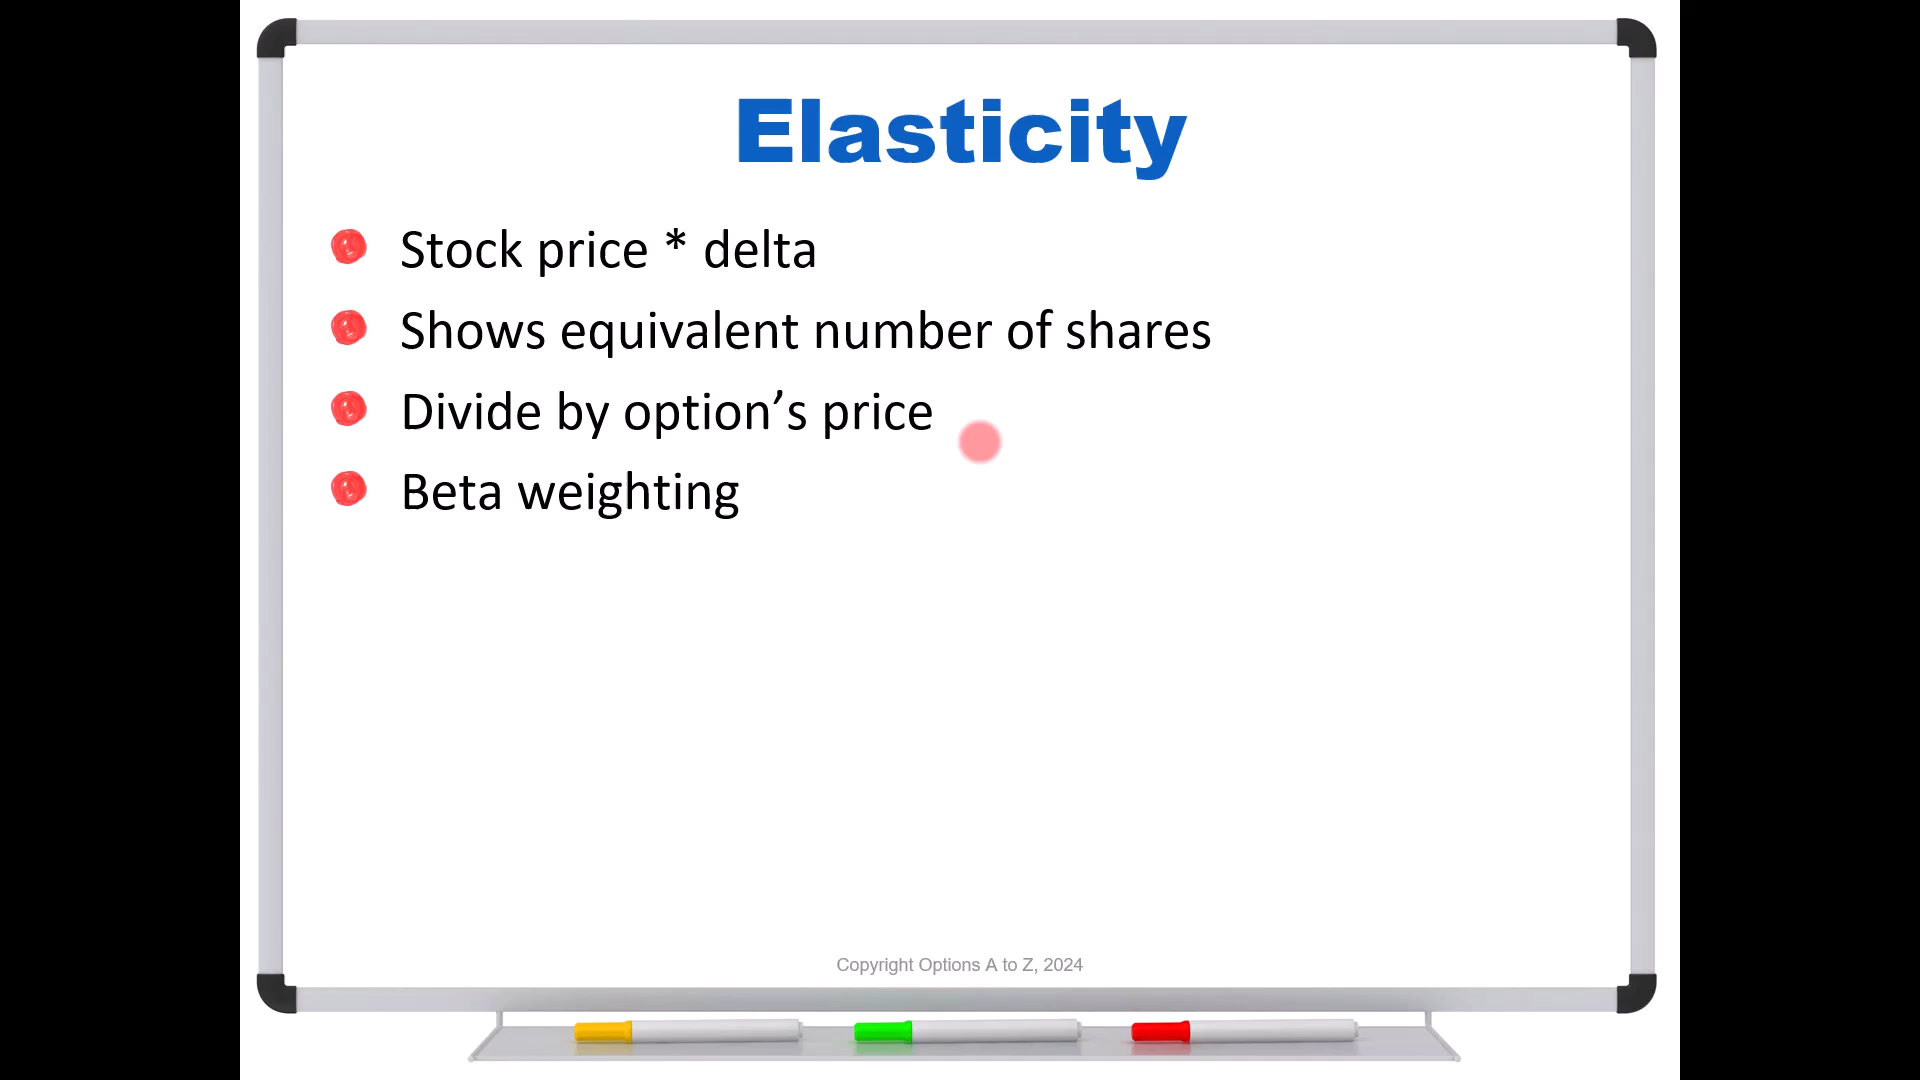 Elasticity
Stock price * delta
Shows equivalent number of shares
Divide by option’s price
Beta weighting
Copyright Options A to Z, 2024